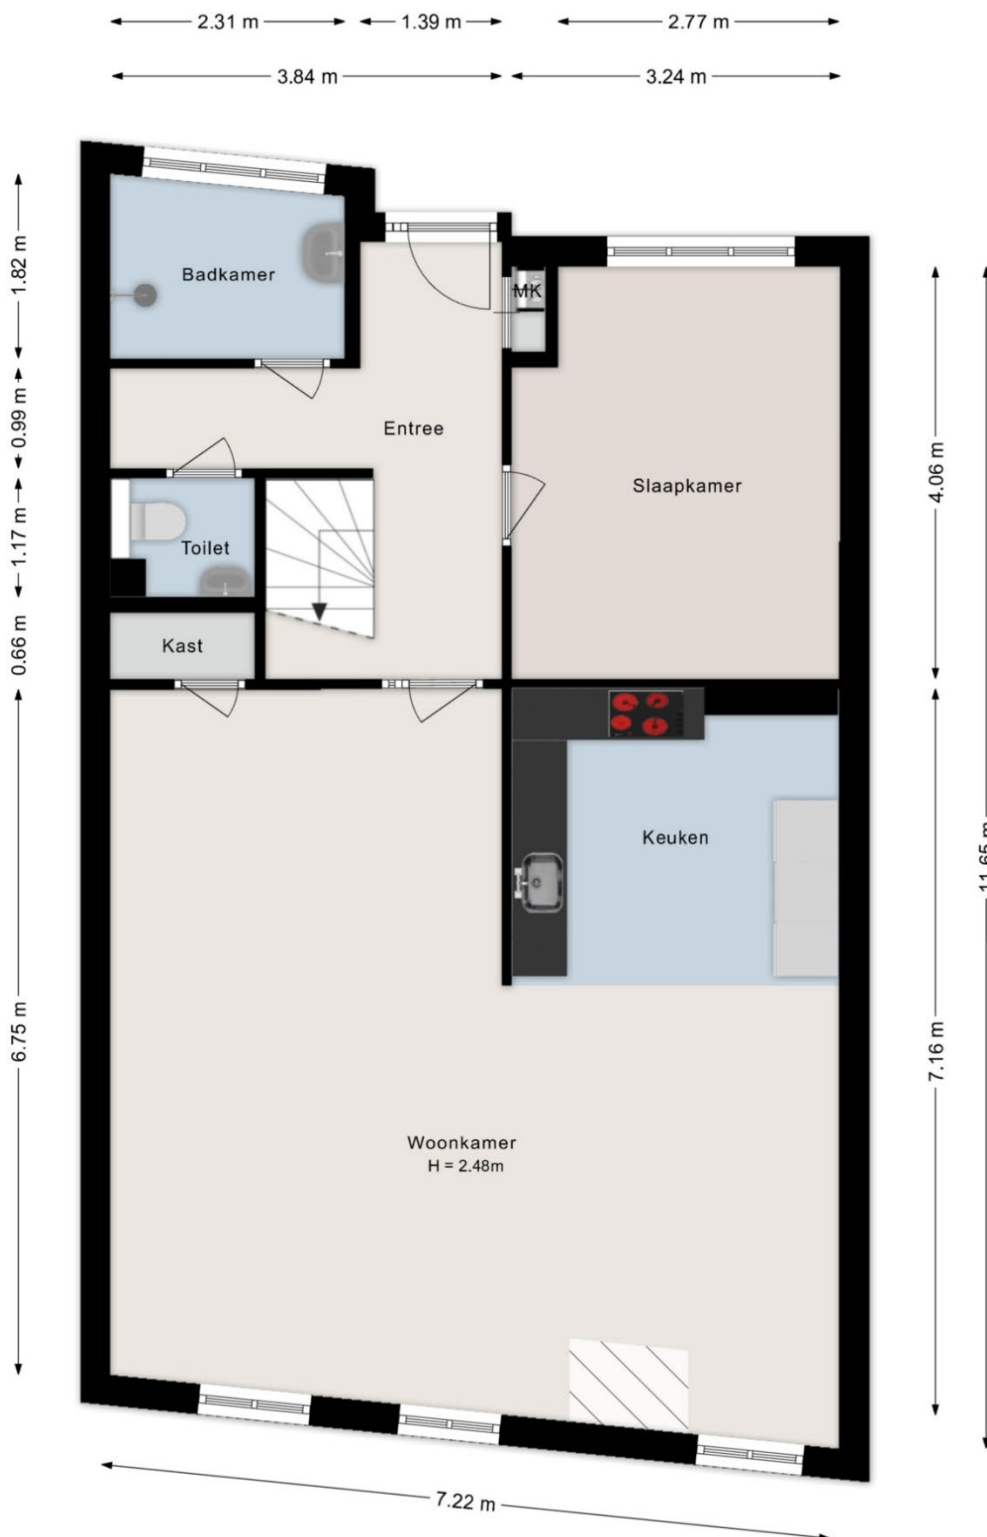 2.31 m
1.39 m
2.77 m
3.84 m
3.24 m
1.82 m
Badkamer
MK
0.99 m
Entree
4.06 m
Slaapkamer
1.17 m
Toilet
0.66 m
Kast
Keuken
11.65 m
6.75 m
7.16 m
Woonkamer
H = 2.48m
7.22 m